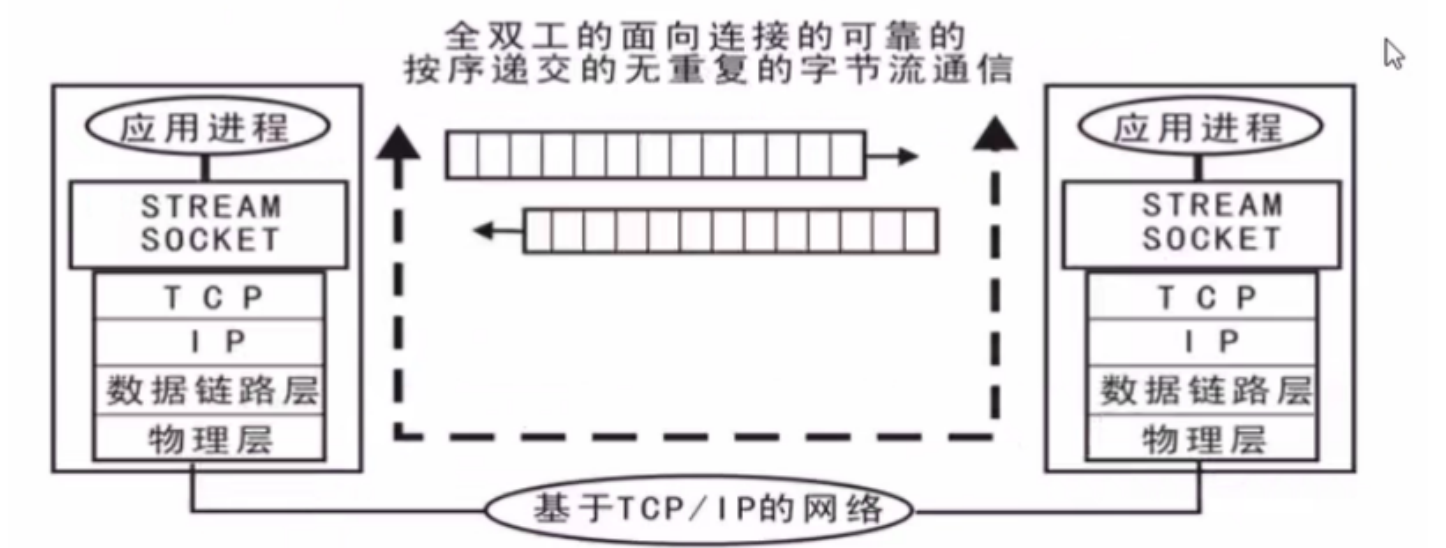 全双工的面向连接的可靠的
按序递交的无重复的字节流通信
应用进程
STREAM
SOCKET
TCP
IP
数据链路层
物理层
应用进程
STREAM
SOCKET
TCP
IP
数据链路层
物理层
基于TCP/IP的网络